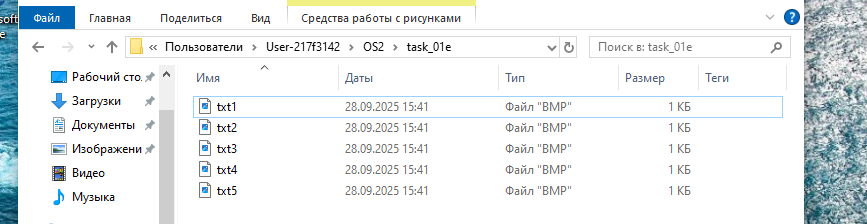 Файл Главная Поделиться Вид Средства работы с рисунками
Пользователи > User-217f3142 > OS2 > task_01e
Поиск в: task_01e
Имя Дата Тип Размер Теги
Рабочий сто
Загрузки
Документы
Изображени
Видео
Музыка
txt1 28.09.2025 15:41 Файл "BMP" 1 КБ
txt2 28.09.2025 15:41 Файл "BMP" 1 КБ
txt3 28.09.2025 15:41 Файл "BMP" 1 КБ
txt4 28.09.2025 15:41 Файл "BMP" 1 КБ
txt5 28.09.2025 15:41 Файл "BMP" 1 КБ